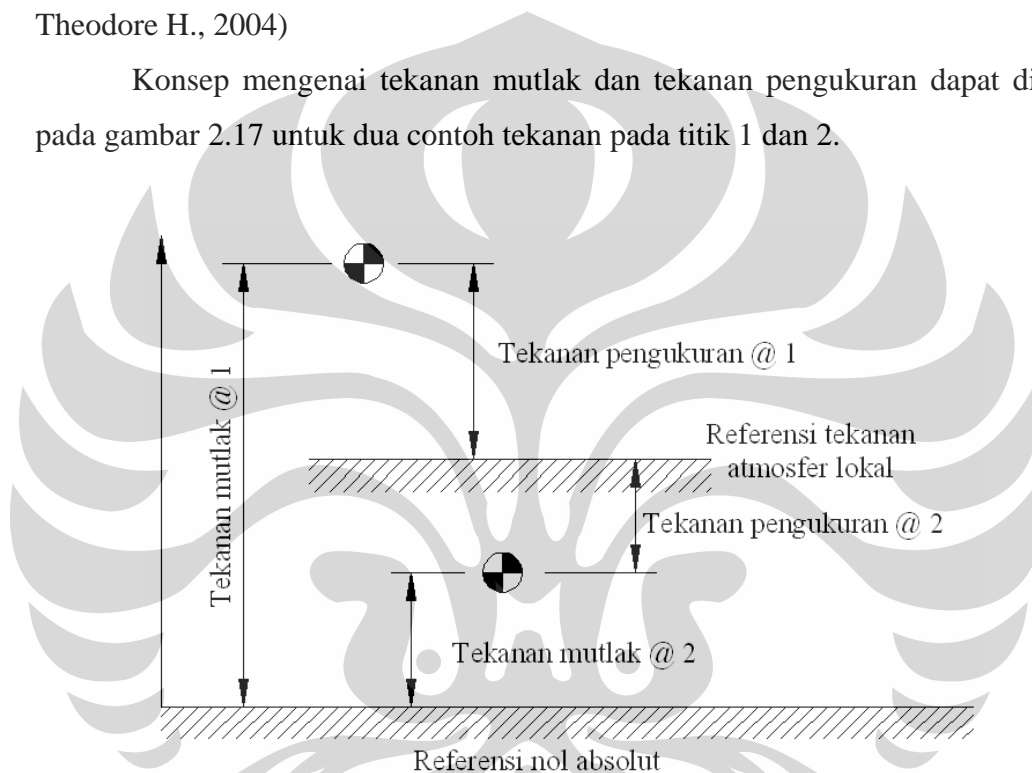 Theodore H., 2004)
Konsep mengenai tekanan mutlak dan tekanan pengukuran dapat di
pada gambar 2.17 untuk dua contoh tekanan pada titik 1 dan 2.
Tekanan mutlak @ 1
Tekanan pengukuran @ 1
Referensi tekanan
atmosfer lokal
Tekanan pengukuran @ 2
Tekanan mutlak @ 2
Referensi nol absolut